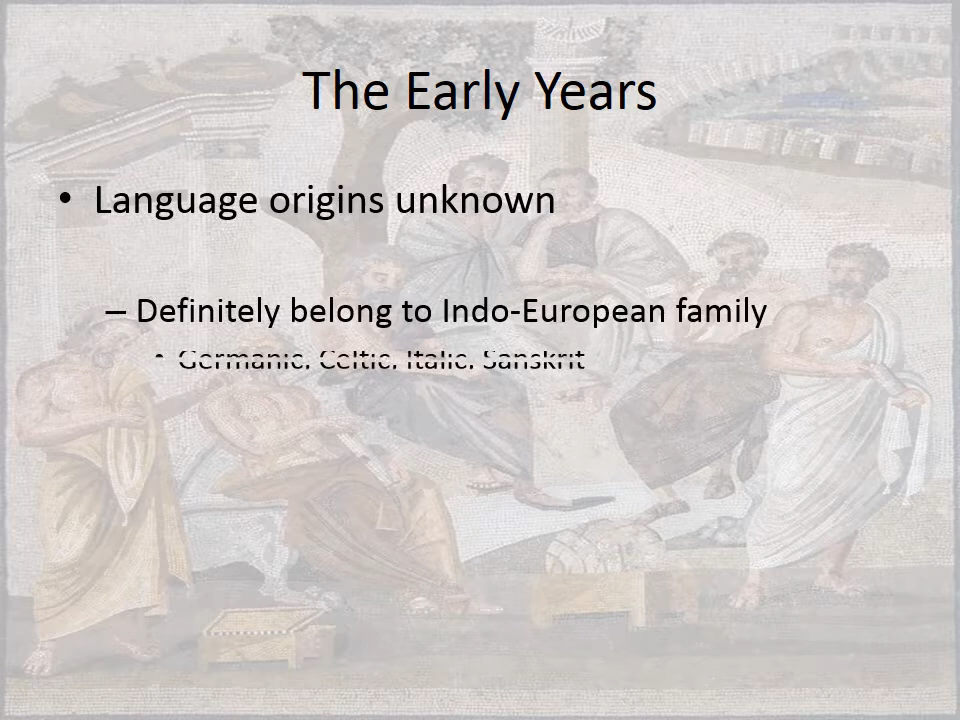 The Early Years
• Language origins unknown
– Definitely belong to Indo-European family
• Germanic, Celtic, Italic, Sanskrit